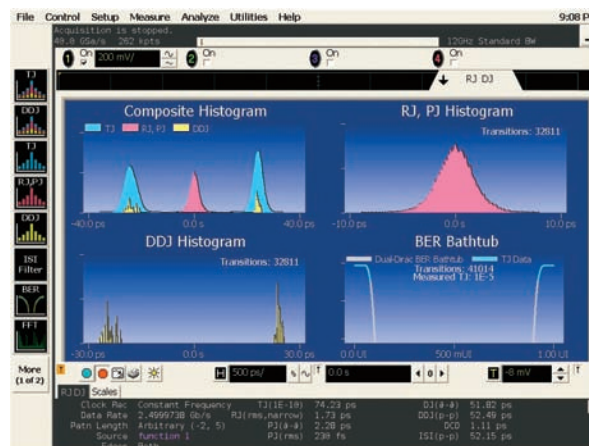 File Control Setup Measure Analyze Utilities Help 9:08 P
Acquisition is stopped.
40.0 GSa/s 262 kpts 12GHz Standard BW
1 On 200 mV/ 2 On 3 On 4 On
RJ DJ
TJ
DDJ
TJ
RJ,PJ
DDJ
ISI
Filter
BER
FFT
More
(1 of 2)
Composite Histogram
TJ RJ, PJ DDJ
-40.0 ps 0.0 s 40.0 ps
RJ, PJ Histogram
Transitions: 32811
-10.0 ps 0.0 s 10.0 ps
DDJ Histogram
Transitions: 32811
-30.0 ps 0.0 s 30.0 ps
BER Bathtub
Dual-Dirac BER Bathtub TJ Data
Transitions: 41014
Measured TJ: 1E-5
0.00 UI 500 mUI 1.00 UI
H 500 ps/ 0.0 s 0 T -8 mV
RJDJ Scales
Clock Rec Constant Frequency TJ(1E-10) 74.23 ps DJ(∂-∂) 51.82 ps
Data Rate 2.4999738 Gb/s RJ(rms,narrow) 1.73 ps DDJ(p-p) 52.49 ps
Patn Length Arbitrary (-2, 5) PJ(∂-∂) 2.28 ps DCD 1.11 ps
Source function 1 PJ(rms) 230 fs ISI(p-p) 52.15 ps